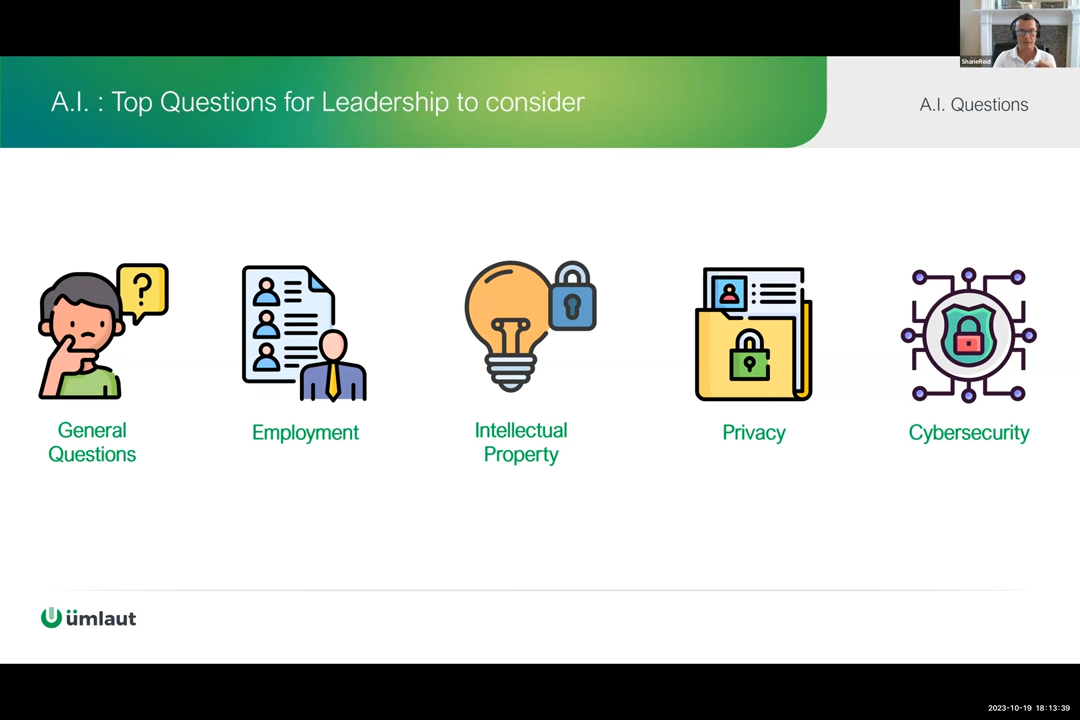 ShaneReid
A.I. : Top Questions for Leadership to consider
A.I. Questions
?
General
Questions
Employment
Intellectual
Property
Privacy
Cybersecurity
ümlaut
2023-10-19 18:13:39